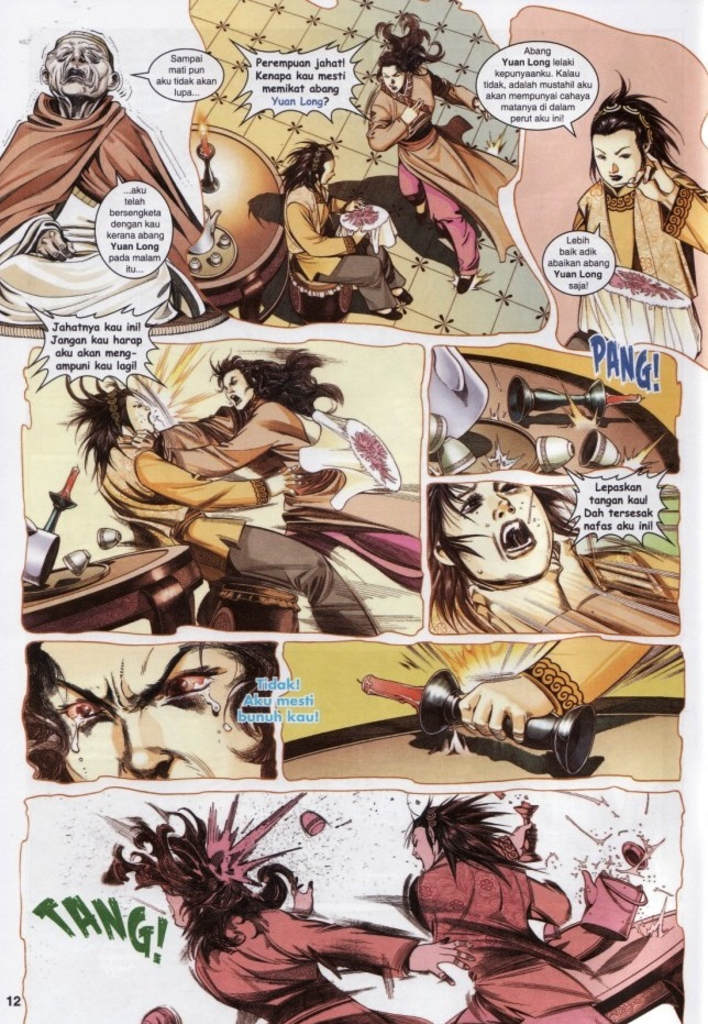 Sampai
mati pun
aku tidak akan
lupa...
...aku
telah
bersengketa
dengan kau
kerana abang
Yuan Long
pada malam
itu...
Perempuan jahat!
Kenapa kau mesti
memikat abang
Yuan Long?
Abang
Yuan Long lelaki
kepunyaanku. Kalau
tidak, adalah mustahil aku
mempunyai cahaya
matanya di dalam
perut aku ini!
Lebih
baik adik
abaikan abang
Yuan Long
saja!
Jahatnya kau ini!
Jangan kau harap
aku akan meng-
ampuni kau lagi!
PANG!
Lepaskan
tangan kau!
Dah tersesak
nafas aku ini!
Tidak!
Aku mesti
bunuh kau!
TANG!
12